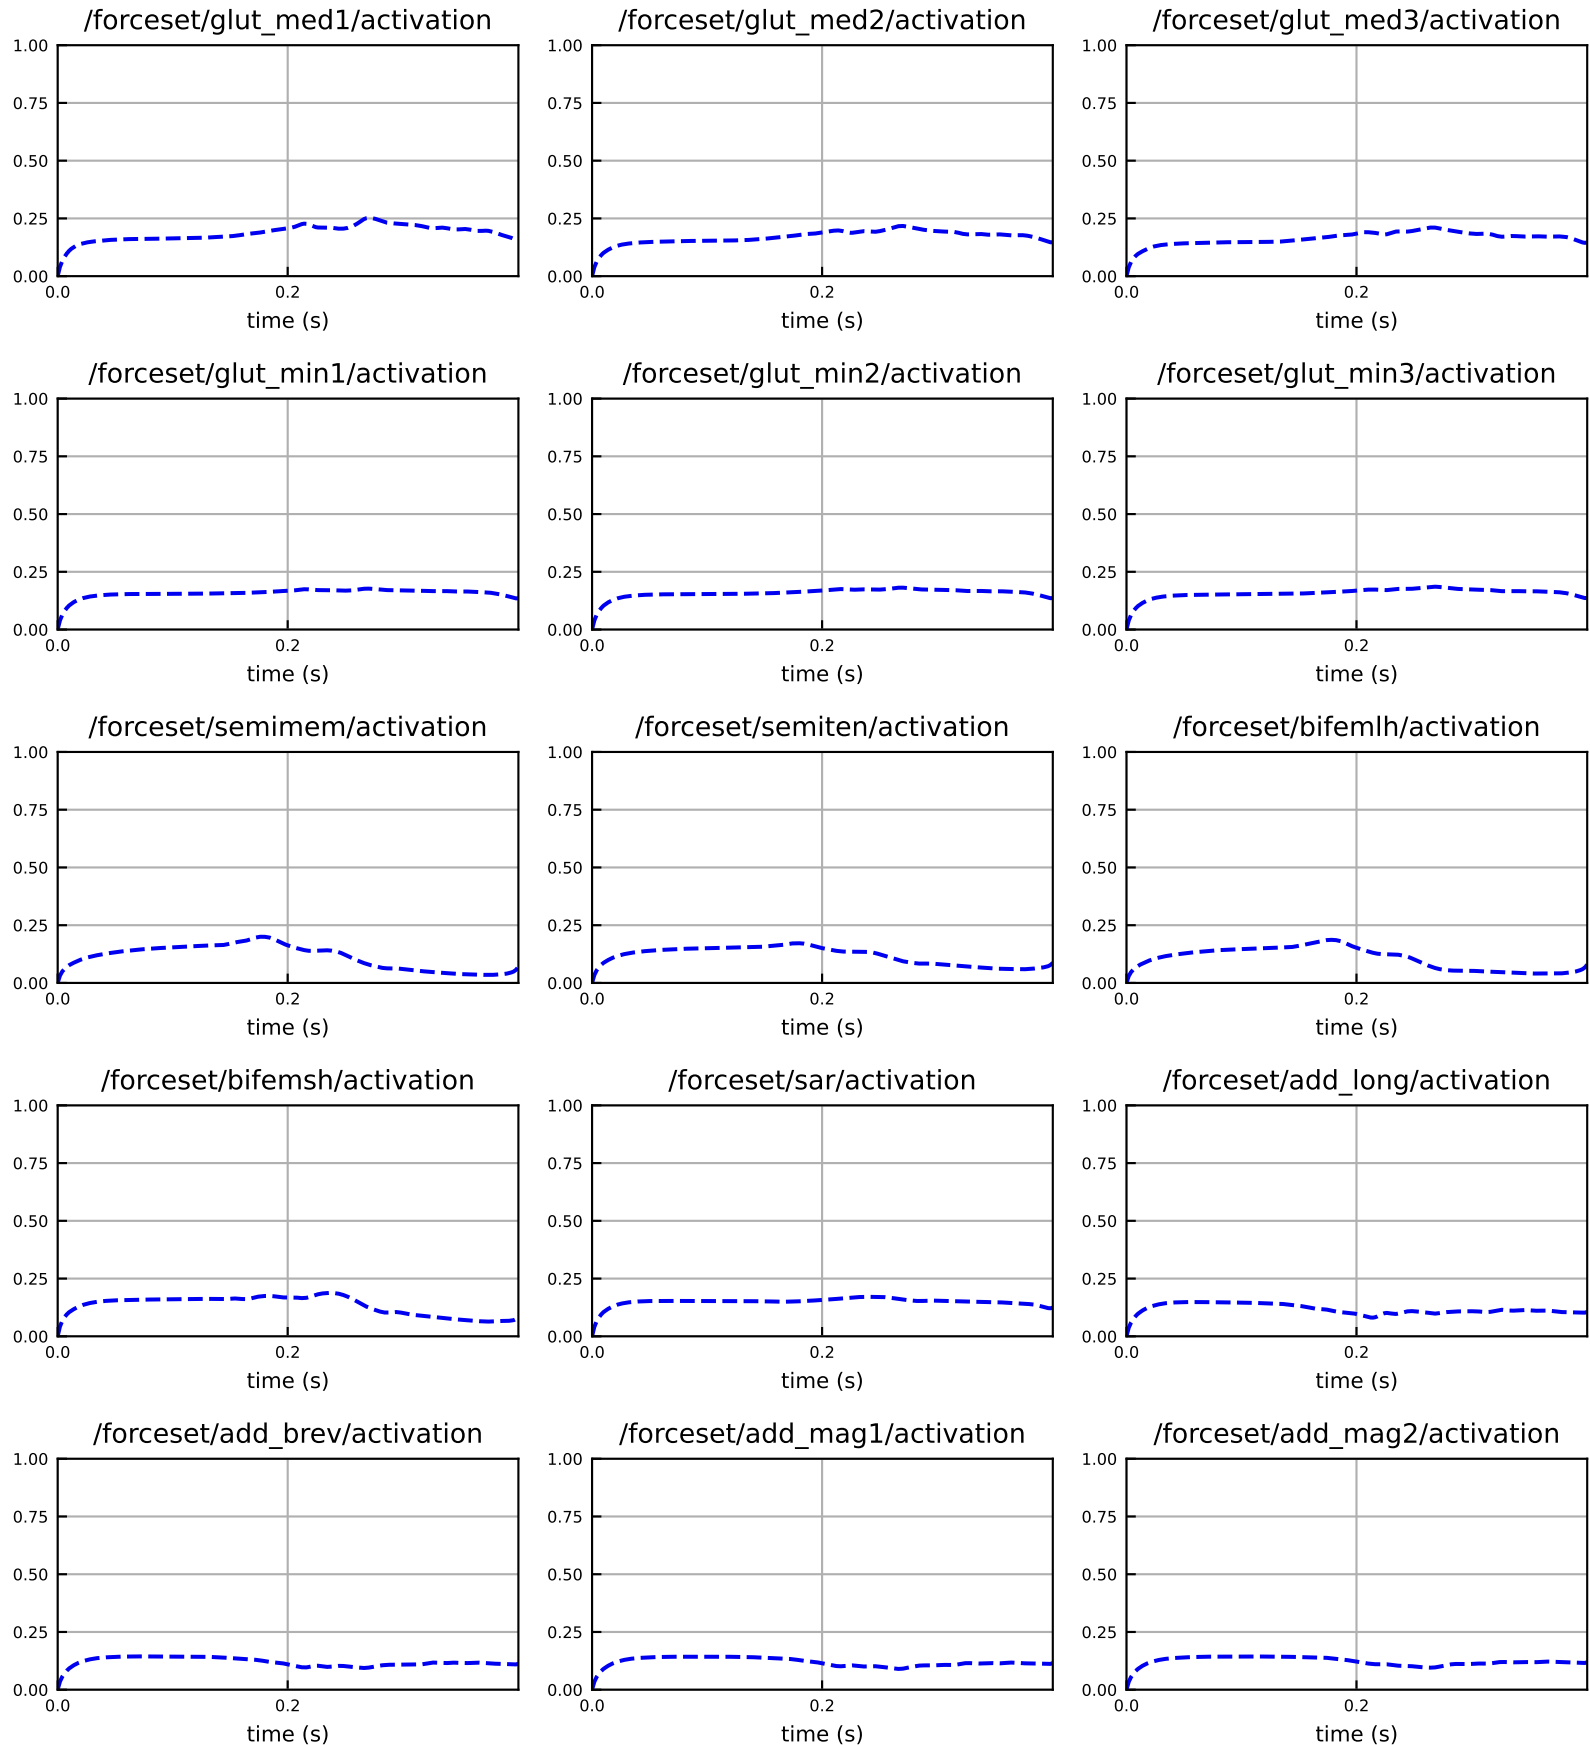 /forceset/glut_med1/activation /forceset/glut_med2/activation /forceset/glut_med3/activation
1.00 1.00 1.00
0.75 0.75 0.75
0.50 0.50 0.50
0.25 0.25 0.25
0.00 0.00 0.00
0.0 0.2 0.0 0.2 0.0 0.2
time (s) time (s) time (s)
/forceset/glut_min1/activation /forceset/glut_min2/activation /forceset/glut_min3/activation
1.00 1.00 1.00
0.75 0.75 0.75
0.50 0.50 0.50
0.25 0.25 0.25
0.00 0.00 0.00
0.0 0.2 0.0 0.2 0.0 0.2
time (s) time (s) time (s)
/forceset/semimem/activation /forceset/semiten/activation /forceset/bifemlh/activation
1.00 1.00 1.00
0.75 0.75 0.75
0.50 0.50 0.50
0.25 0.25 0.25
0.00 0.00 0.00
0.0 0.2 0.0 0.2 0.0 0.2
time (s) time (s) time (s)
/forceset/bifemsh/activation /forceset/sar/activation /forceset/add_long/activation
1.00 1.00 1.00
0.75 0.75 0.75
0.50 0.50 0.50
0.25 0.25 0.25
0.00 0.00 0.00
0.0 0.2 0.0 0.2 0.0 0.2
time (s) time (s) time (s)
/forceset/add_brev/activation /forceset/add_mag1/activation /forceset/add_mag2/activation
1.00 1.00 1.00
0.75 0.75 0.75
0.50 0.50 0.50
0.25 0.25 0.25
0.00 0.00 0.00
0.0 0.2 0.0 0.2 0.0 0.2
time (s) time (s) time (s)